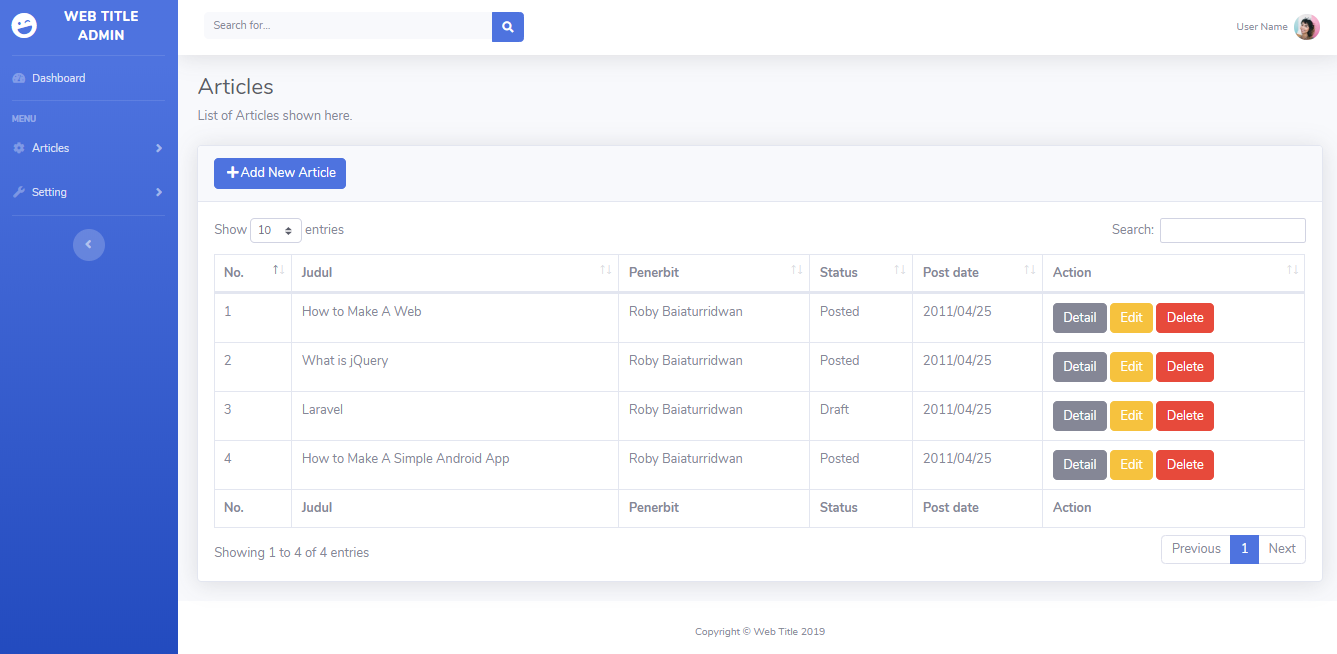 WEB TITLE
ADMIN
Search for...
User Name
Dashboard
MENU
Articles
Setting
Articles
List of Articles shown here.
Add New Article
Show 10 entries
Search:
No. Judul Penerbit Status Post date Action
1 How to Make A Web Roby Baiaturridwan Posted 2011/04/25 Detail Edit Delete
2 What is jQuery Roby Baiaturridwan Posted 2011/04/25 Detail Edit Delete
3 Laravel Roby Baiaturridwan Draft 2011/04/25 Detail Edit Delete
4 How to Make A Simple Android App Roby Baiaturridwan Posted 2011/04/25 Detail Edit Delete
No. Judul Penerbit Status Post date Action
Showing 1 to 4 of 4 entries
Previous 1 Next
Copyright © Web Title 2019